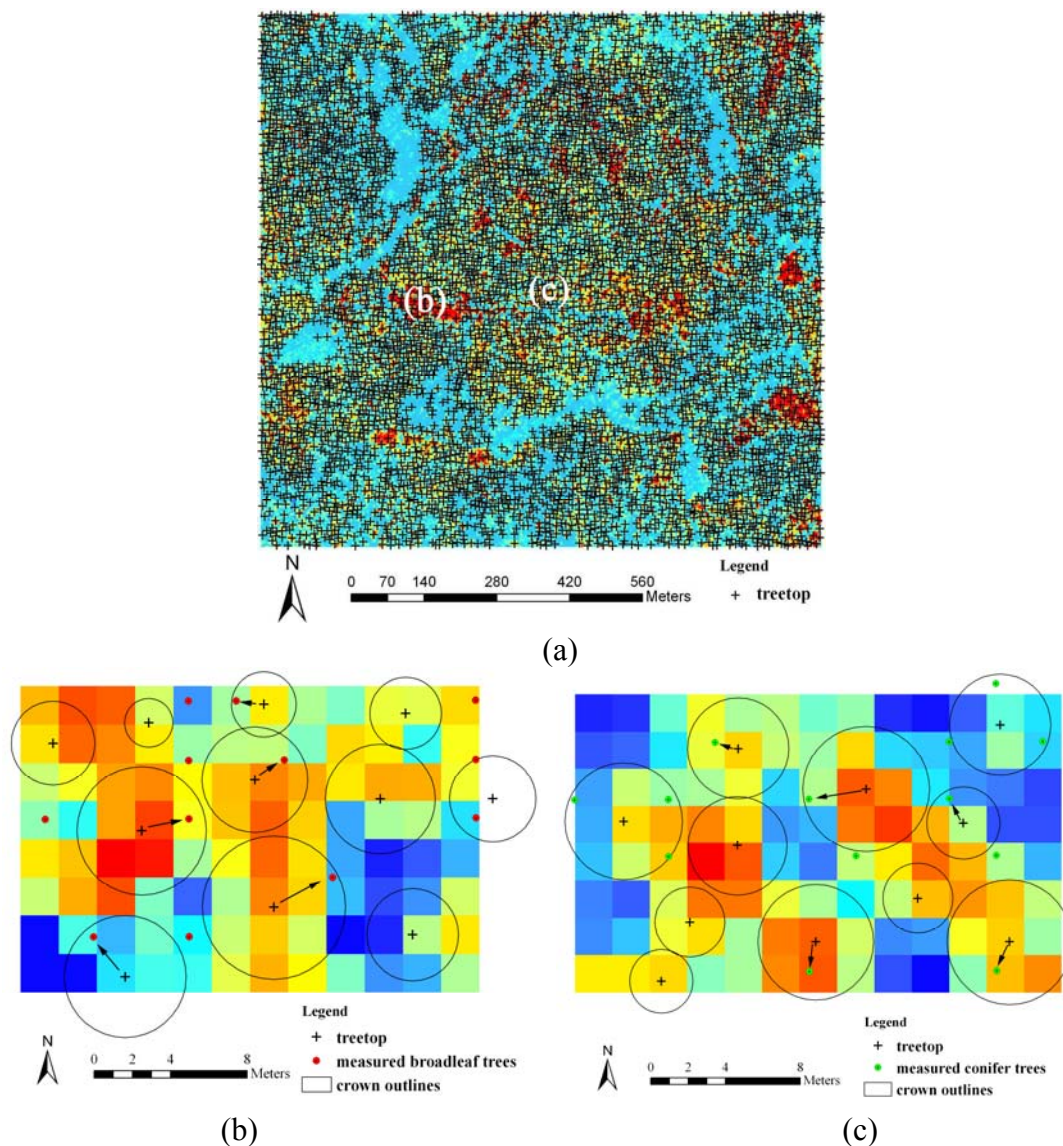 (b)
(c)
N
0 70 140 280 420 560
Meters
Legend
+ treetop
(a)
Legend
+ treetop
measured broadleaf trees
crown outlines
N
0 2 4 8
Meters
(b)
Legend
+ treetop
measured conifer trees
crown outlines
N
0 2 4 8
Meters
(c)